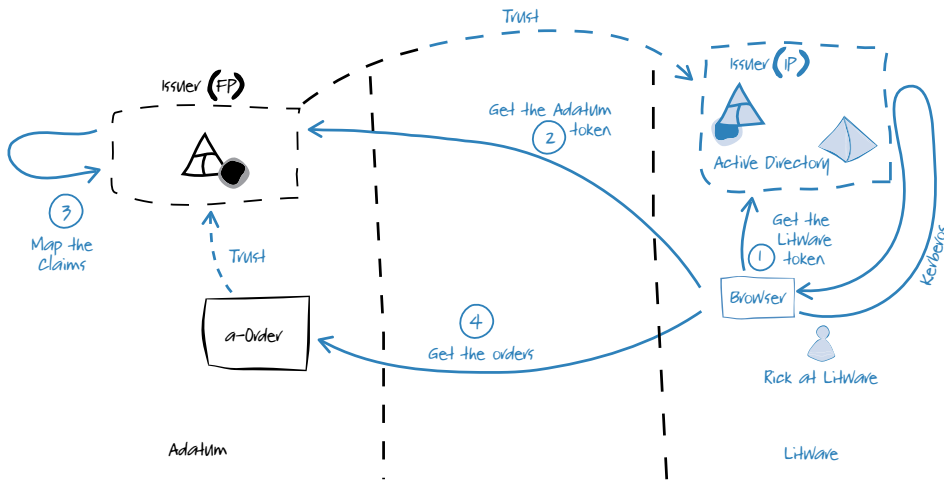 Trust
Issuer (IP)
Issuer (FP)
Get the Adatum
token
2
Active Directory
3
Map the
Claims
Trust
Get the
Litware
token
1
Kerberos
Browser
a-Order
4
Get the orders
Rick at Litware
Adatum
Litware